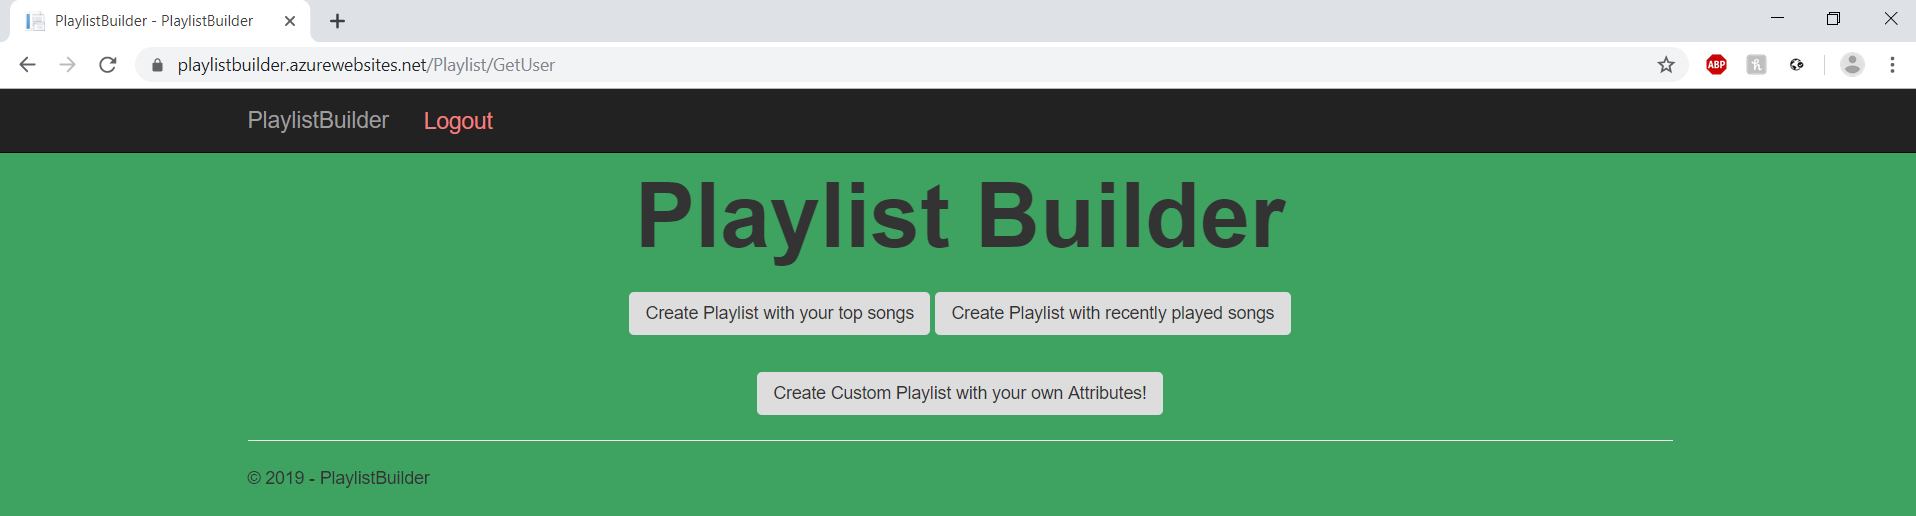 PlaylistBuilder - PlaylistBuilder
playlistbuilder.azurewebsites.net/Playlist/GetUser
ABP
h
PlaylistBuilder Logout
Playlist Builder
Create Playlist with your top songs Create Playlist with recently played songs
Create Custom Playlist with your own Attributes!
© 2019 - PlaylistBuilder